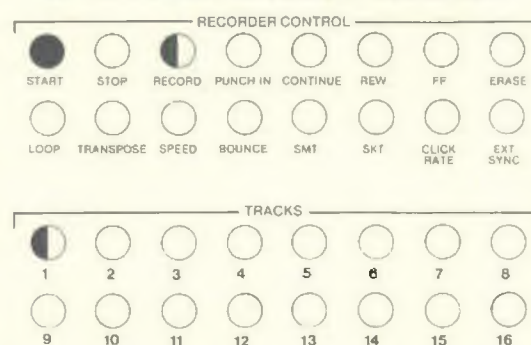 RECORDER CONTROL
START STOP RECORD PUNCH IN CONTINUE REW FF ERASE
LOOP TRANSPOSE SPEED BOUNCE SMT SKT CLICK RATE EXT SYNC
TRACKS
1 2 3 4 5 6 7 8
9 10 11 12 13 14 15 16